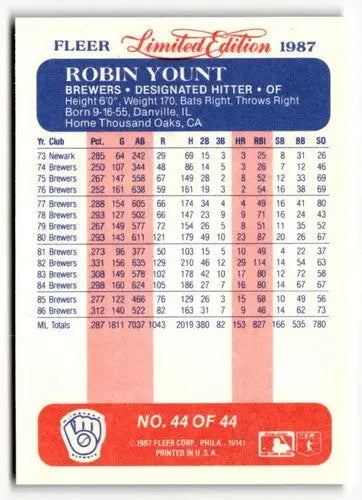 FLEER Limited Edition 1987
ROBIN YOUNT
BREWERS • DESIGNATED HITTER • OF
Height 6'0", Weight 170, Bats Right, Throws Right
Born 9-16-55, Danville, IL
Home Thousand Oaks, CA
Yr. Club Pct. G AB R H 2B 3B HR RBI SB BB SO
73 Newark .285 64 242 29 69 15 3 3 25 8 31 26
74 Brewers .250 107 344 48 86 14 5 3 26 7 12 46
75 Brewers .267 147 558 67 149 28 2 8 52 12 33 69
76 Brewers .252 161 638 59 161 19 3 2 54 16 38 69
77 Brewers .288 154 605 66 174 34 4 4 49 16 41 80
78 Brewers .293 127 502 66 147 23 9 9 71 16 24 43
79 Brewers .267 149 577 72 154 26 5 8 51 11 35 52
80 Brewers .293 143 611 121 179 49 10 23 87 20 26 67
81 Brewers .273 96 377 50 103 15 5 10 49 4 22 37
82 Brewers .331 156 635 129 210 46 12 29 114 14 54 63
83 Brewers .308 149 578 102 178 42 10 17 80 12 72 58
84 Brewers .298 160 624 105 186 27 7 16 80 14 67 67
85 Brewers .277 122 466 76 129 26 3 15 68 10 49 56
86 Brewers .312 140 522 82 163 31 7 9 46 14 62 73
ML Totals .287 1811 7037 1043 2019 380 82 153 827 166 535 780
NO. 44 OF 44
1987 FLEER CORP., PHILA., 19141
PRINTED IN U.S.A.